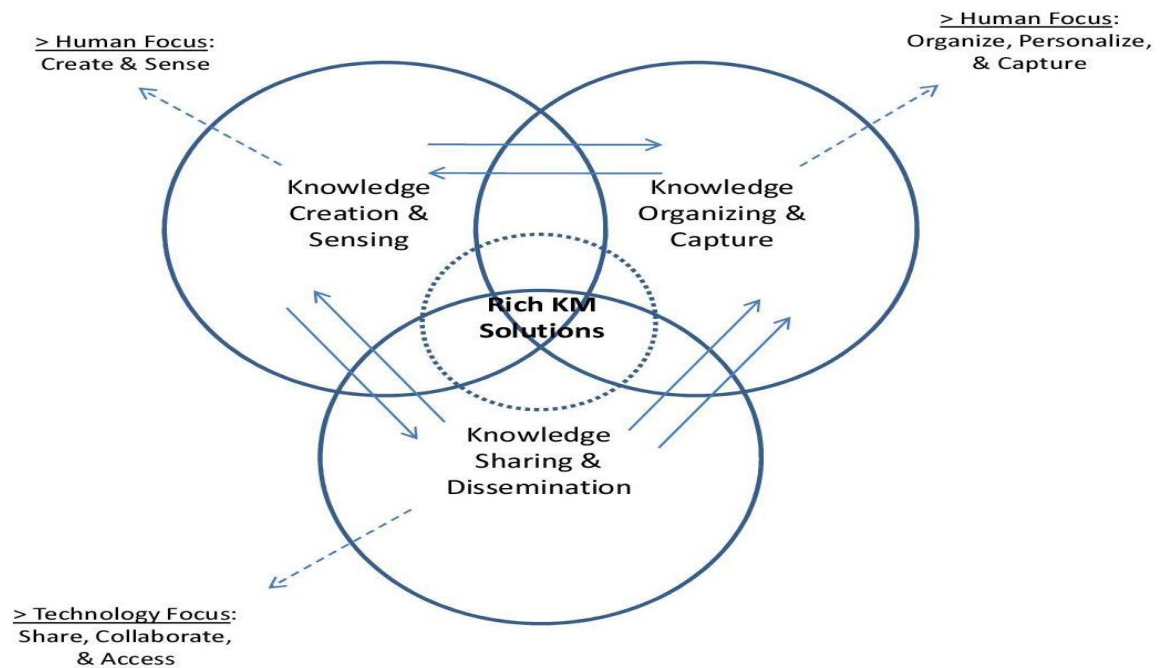 > Human Focus:
Create & Sense
> Human Focus:
Organize, Personalize,
& Capture
Knowledge
Creation &
Sensing
Knowledge
Organizing &
Capture
Rich KM
Solutions
Knowledge
Sharing &
Dissemination
> Technology Focus:
Share, Collaborate,
& Access